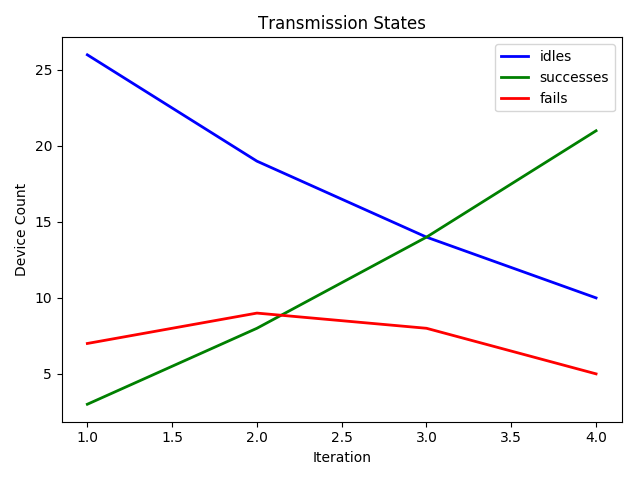 Transmission States
idles
successes
fails
Device Count
25
20
15
10
5
1.0 1.5 2.0 2.5 3.0 3.5 4.0
Iteration